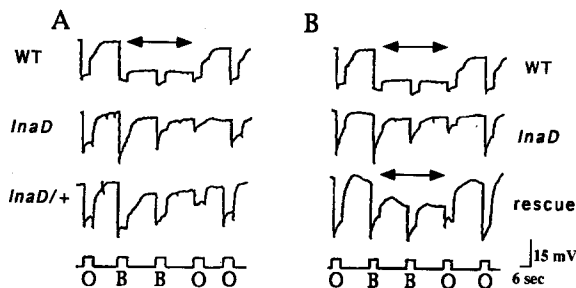 A
WT
InaD
InaD/+
O B B O O
B
WT
InaD
rescue
15 mV
6 sec
O B B O O